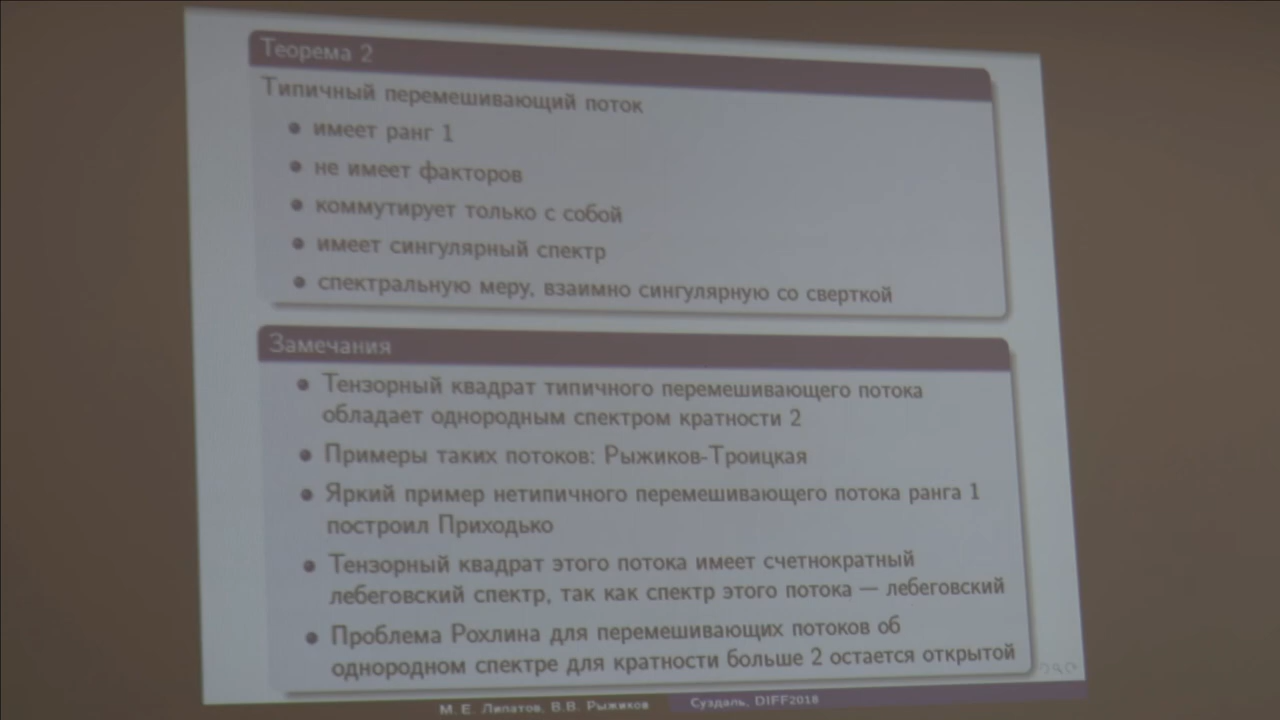 Теорема 2
Типичный перемешивающий поток
имеет ранг 1
не имеет факторов
коммутирует только с собой
имеет сингулярный спектр
спектральную меру, взаимно сингулярную со сверткой
Замечания
Тензорный квадрат типичного перемешивающего потока
обладает однородным спектром кратности 2
Примеры таких потоков: Рыжиков-Троицкая
Яркий пример нетипичного перемешивающего потока ранга 1
построил Приходько
Тензорный квадрат этого потока имеет счетнократный
лебеговский спектр, так как спектр этого потока — лебеговский
Проблема Рохлина для перемешивающих потоков об
однородном спектре для кратности больше 2 остается открытой
М. Е. Липатов, В.В. Рыжиков
Суздаль, DIFF2018